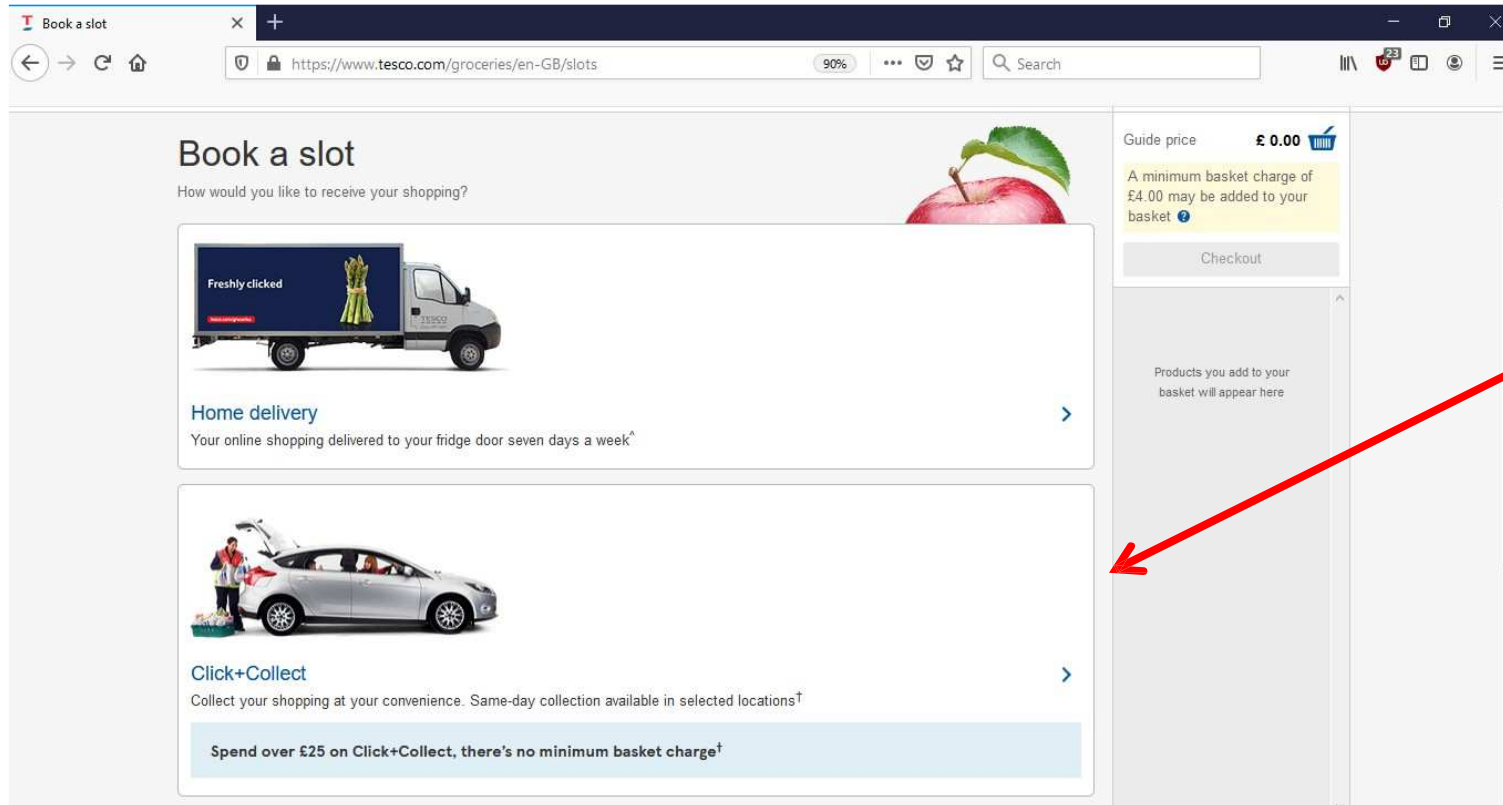 Book a slot
https://www.tesco.com/groceries/en-GB/slots
90%
Search
23
Book a slot
How would you like to receive your shopping?
Freshly clicked
TESCO
Home delivery
Your online shopping delivered to your fridge door seven days a week^
Click+Collect
Collect your shopping at your convenience. Same-day collection available in selected locations†
Spend over £25 on Click+Collect, there's no minimum basket charge†
Guide price £ 0.00
A minimum basket charge of
£4.00 may be added to your
basket ?
Checkout
Products you add to your
basket will appear here